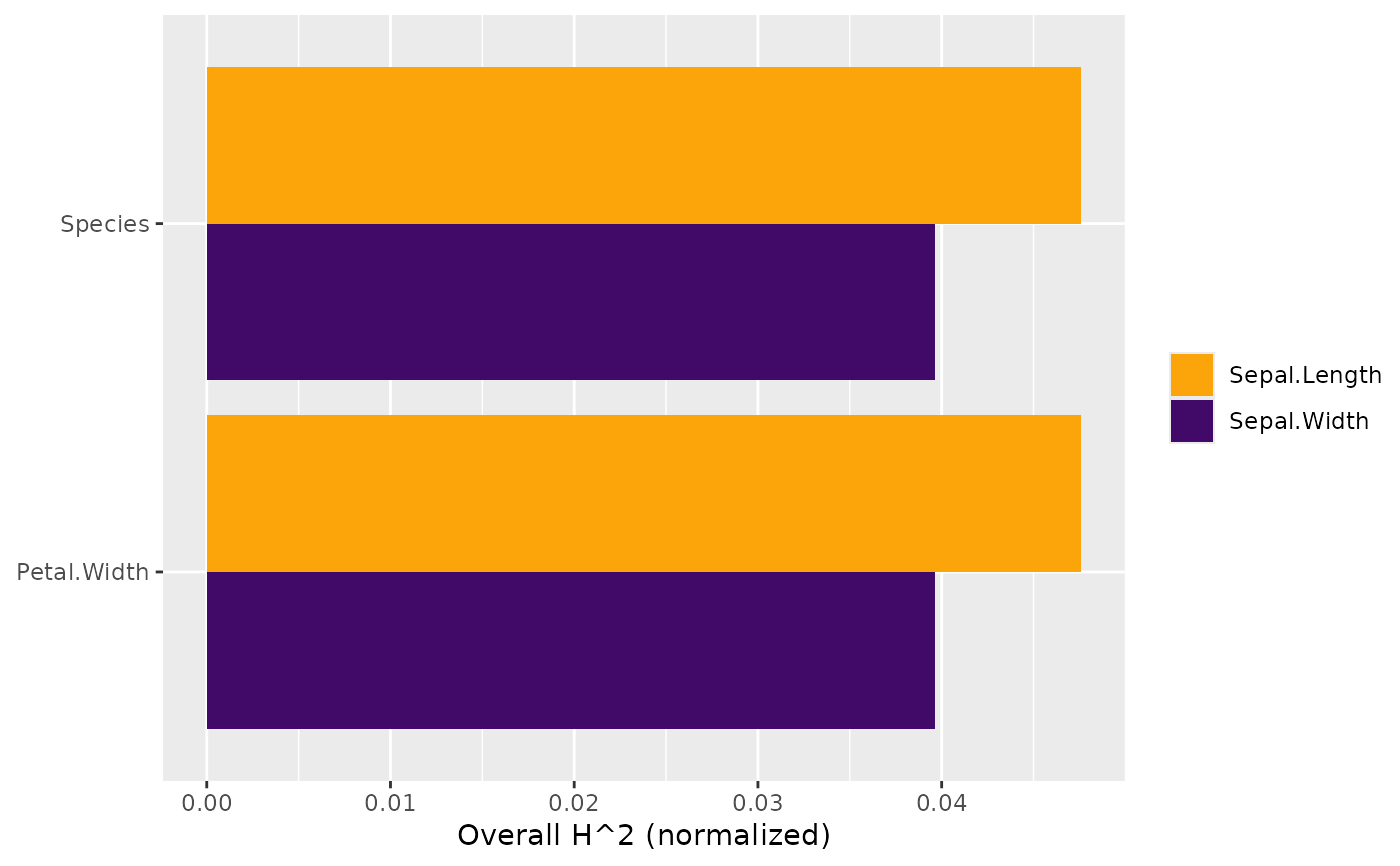 Species
Petal.Width
0.00 0.01 0.02 0.03 0.04
Overall H^2 (normalized)
Sepal.Length
Sepal.Width